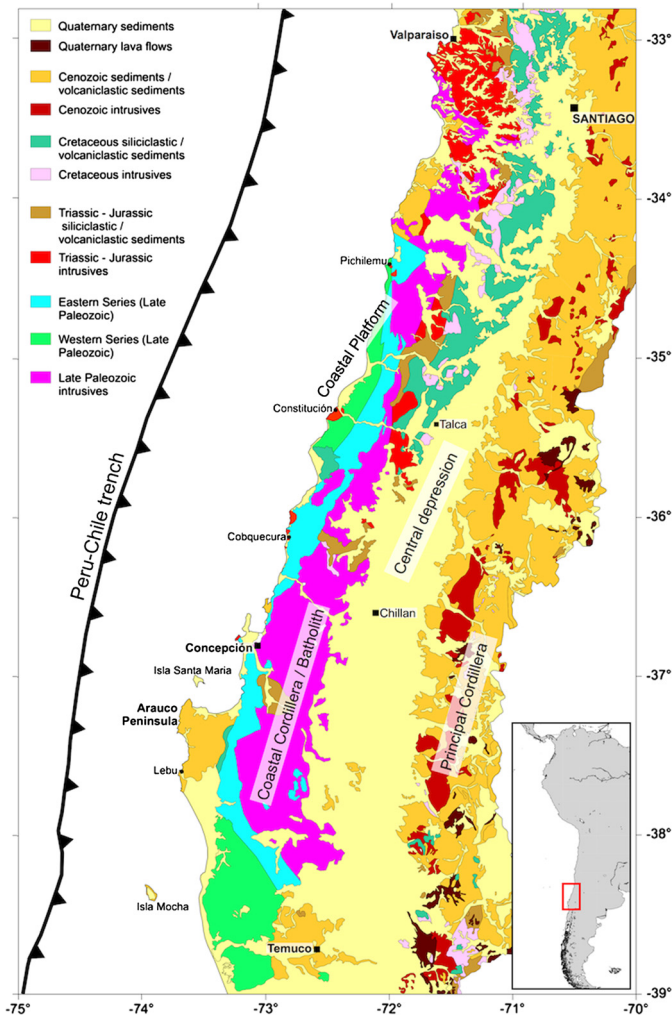 Quaternary sediments
Quaternary lava flows
Cenozoic sediments /
volcaniclastic sediments
Cenozoic intrusives
Cretaceous siliciclastic /
volcaniclastic sediments
Cretaceous intrusives
Triassic - Jurassic
siliciclastic /
volcaniclastic sediments
Triassic - Jurassic
intrusives
Eastern Series (Late
Paleozoic)
Western Series (Late
Paleozoic)
Late Paleozoic
intrusives
Valparaiso
SANTIAGO
Pichilemu
Coastal Platform
Constitución
Talca
Peru-Chile trench
Central depression
Cobquecura
Chillan
Concepción
Coastal Cordillera / Batholith
Principal Cordillera
Isla Santa Maria
Arauco
Peninsula
Lebu
Isla Mocha
Temuco
-33°
-34°
-35°
-36°
-37°
-38°
-39°
-75°
-74°
-73°
-72°
-71°
-70°